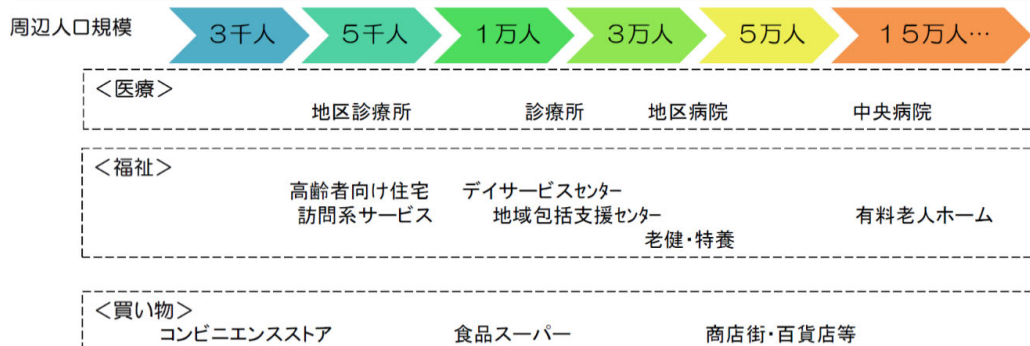 周辺人口規模 3千人 5千人 1万人 3万人 5万人 15万人…
<医療>
地区診療所 診療所 地区病院 中央病院
<福祉>
高齢者向け住宅 デイサービスセンター
訪問系サービス 地域包括支援センター 有料老人ホーム
老健・特養
<買い物>
コンビニエンスストア 食品スーパー 商店街・百貨店等